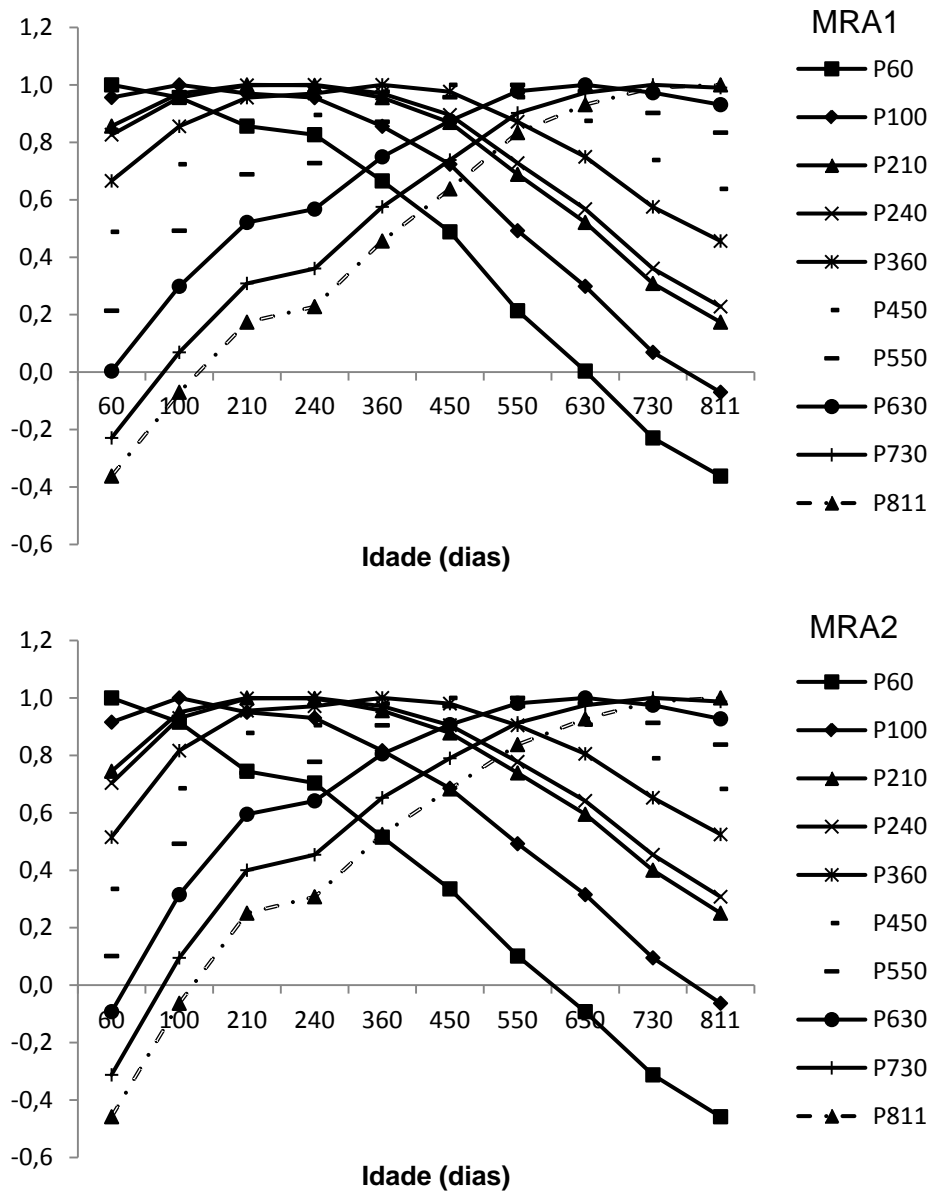 MRA1
1,2
1,0
0,8
0,6
0,4
0,2
0,0
-0,2
-0,4
-0,6
60 100 210 240 360 450 550 630 730 811
Idade (dias)
P60
P100
P210
P240
P360
P450
P550
P630
P730
P811
MRA2
1,2
1,0
0,8
0,6
0,4
0,2
0,0
-0,2
-0,4
-0,6
60 100 210 240 360 450 550 630 730 811
Idade (dias)
P60
P100
P210
P240
P360
P450
P550
P630
P730
P811